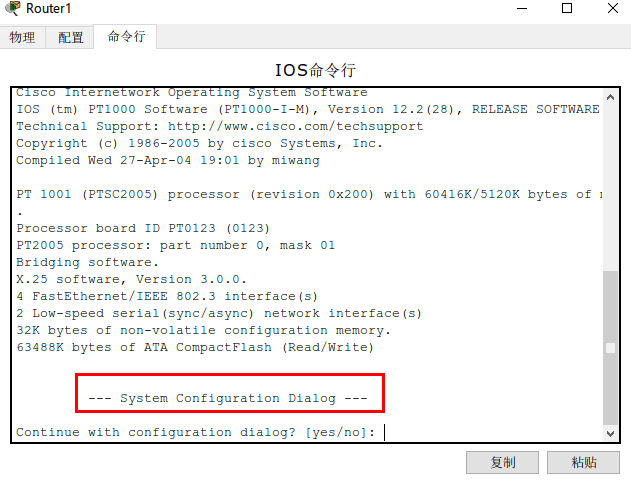 Router1
物理 配置 命令行
IOS命令行
Cisco Internetwork Operating System Software
IOS (tm) PT1000 Software (PT1000-I-M), Version 12.2(28), RELEASE SOFTWARE
Technical Support: http://www.cisco.com/techsupport
Copyright (c) 1986-2005 by cisco Systems, Inc.
Compiled Wed 27-Apr-04 19:01 by miwang
PT 1001 (PTSC2005) processor (revision 0x200) with 60416K/5120K bytes of
.
Processor board ID PT0123 (0123)
PT2005 processor: part number 0, mask 01
Bridging software.
X.25 software, Version 3.0.0.
4 FastEthernet/IEEE 802.3 interface(s)
2 Low-speed serial(sync/async) network interface(s)
32K bytes of non-volatile configuration memory.
63488K bytes of ATA CompactFlash (Read/Write)
--- System Configuration Dialog ---
Continue with configuration dialog? [yes/no]:
复制 粘贴